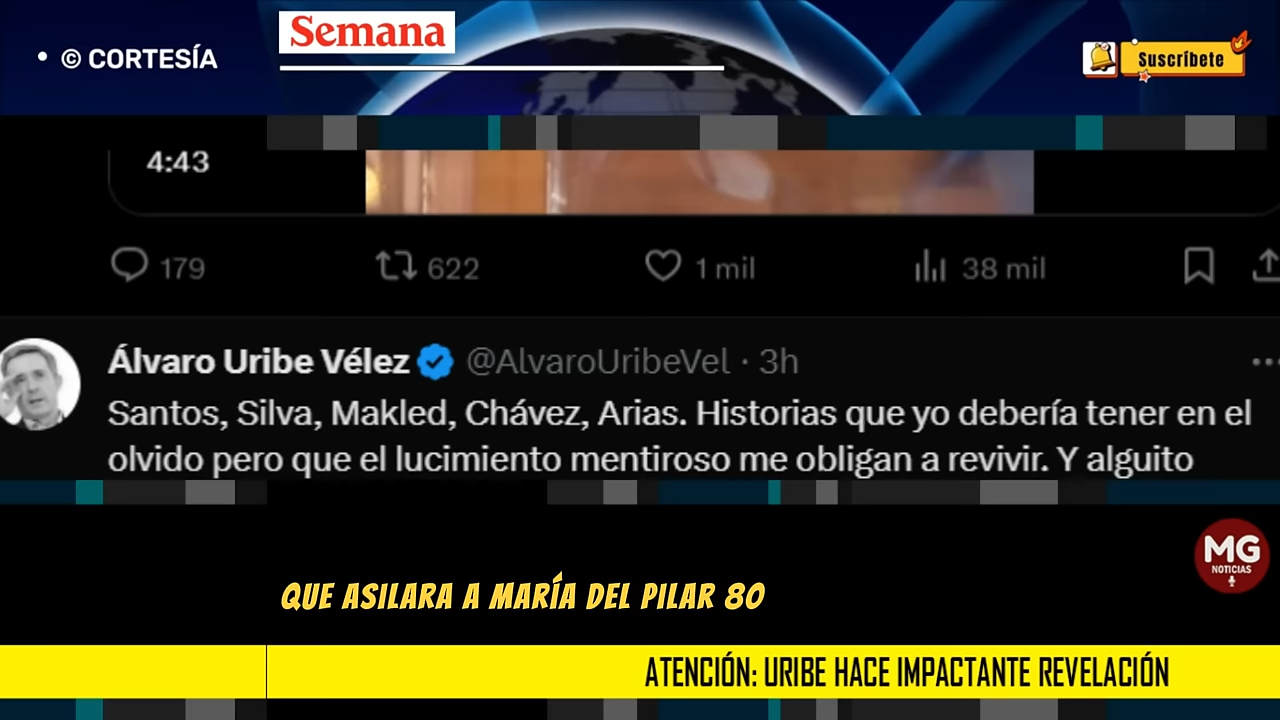 Semana
• © CORTESÍA
Suscríbete
4:43
179 622 1 mil 38 mil
Álvaro Uribe Vélez @AlvaroUribeVel · 3h
Santos, Silva, Makled, Chávez, Arias. Historias que yo debería tener en el
olvido pero que el lucimiento mentiroso me obligan a revivir. Y alguito
MG
NOTICIAS
QUE ASILARA A MARÍA DEL PILAR 80
ATENCIÓN: URIBE HACE IMPACTANTE REVELACIÓN